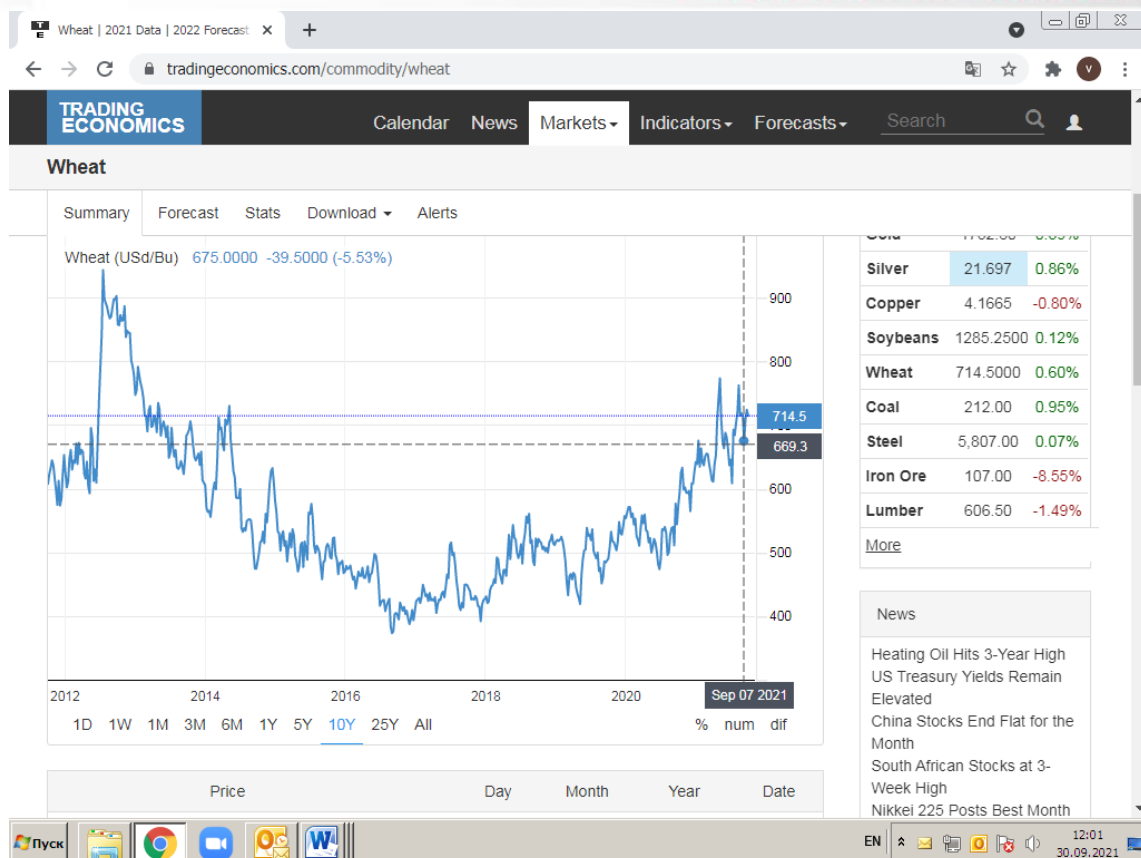 TE Wheat | 2021 Data | 2022 Forecast
tradingeconomics.com/commodity/wheat
V
TRADING
ECONOMICS
Calendar News Markets Indicators Forecasts Search
Wheat
Summary Forecast Stats Download Alerts
Wheat (USd/Bu) 675.0000 -39.5000 (-5.53%)
900
800
714.5
669.3
600
500
400
2012 2014 2016 2018 2020 Sep 07 2021
1D 1W 1M 3M 6M 1Y 5Y 10Y 25Y All % num dif
Price Day Month Year Date
Silver 21.697 0.86%
Copper 4.1665 -0.80%
Soybeans 1285.2500 0.12%
Wheat 714.5000 0.60%
Coal 212.00 0.95%
Steel 5,807.00 0.07%
Iron Ore 107.00 -8.55%
Lumber 606.50 -1.49%
More
News
Heating Oil Hits 3-Year High
US Treasury Yields Remain
Elevated
China Stocks End Flat for the
Month
South African Stocks at 3-
Week High
Nikkei 225 Posts Best Month
Пуск
EN
12:01
30.09.2021